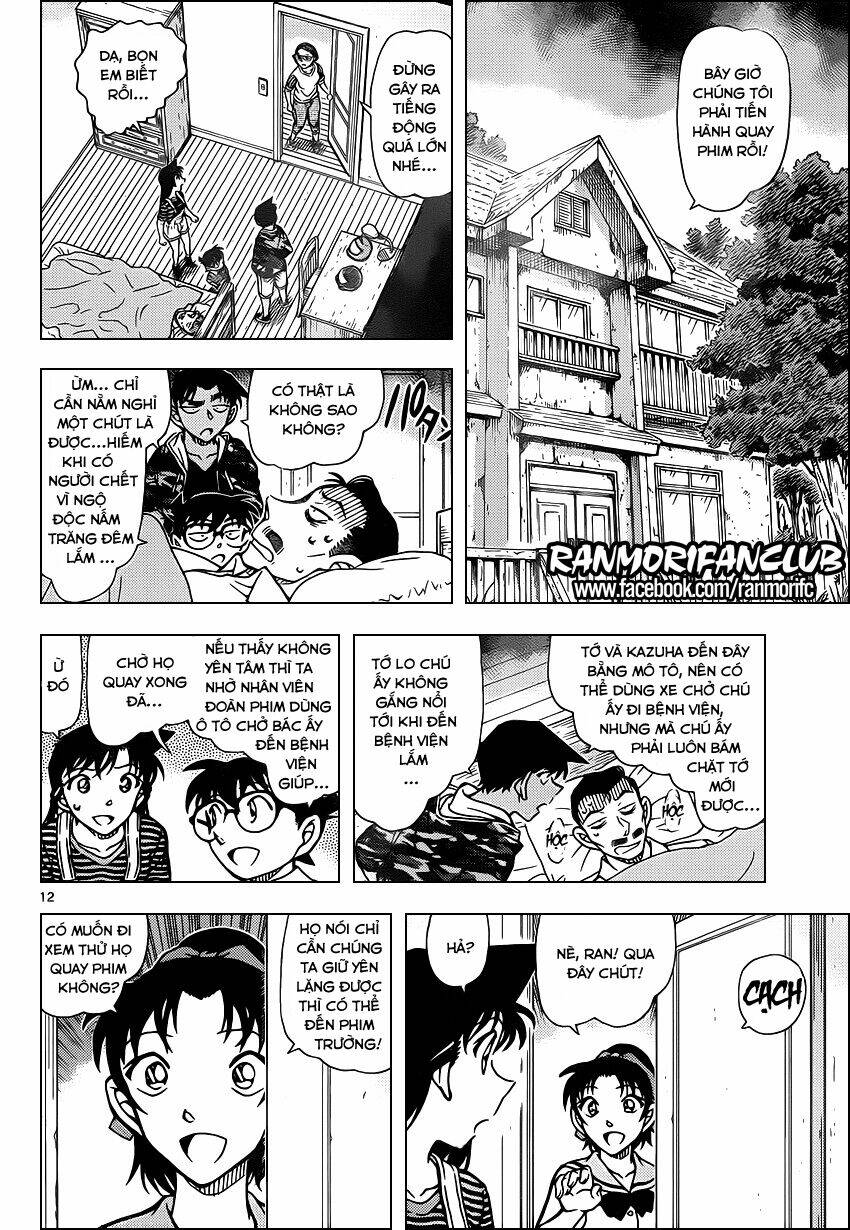 BÂY GIỜ
CHÚNG TÔI
PHẢI TIẾN
HÀNH QUAY
PHIM RỒI!
ĐỪNG
GÂY RA
TIẾNG
ĐỘNG
QUÁ LỚN
NHÉ...
DẠ, BỌN
EM BIẾT
RỒI...
RANMORIFANCLUB
www.facebook.com/ranmorifc
パタン
CÓ THẬT LÀ
KHÔNG SAO
KHÔNG?
ỪM... CHỈ
CẦN NẰM NGHỈ
MỘT CHÚT LÀ
ĐƯỢC...HIẾM
KHI CÓ
NGƯỜI CHẾT
VÌ NGỘ
ĐỘC NẤM
TRĂNG ĐÊM
LẮM ...
TỚ VÀ KAZUHA ĐẾN ĐÂY
BẰNG MÔ TÔ, NÊN CÓ
THỂ DÙNG XE CHỞ CHÚ
ẤY ĐI BỆNH VIỆN,
NHƯNG MÀ CHÚ ẤY
PHẢI LUÔN BÁM
CHẶT TỚ
MỚI
ĐƯỢC...
TỚ LO CHÚ
ẤY KHÔNG
GẮNG NỔI
TỚI KHI ĐẾN
BỆNH VIỆN
LẮM
...
HỘC
HỘC
NẾU THẤY KHÔNG
YÊN TÂM THÌ TA
NHỜ NHÂN VIÊN
ĐOÀN PHIM DÙNG
Ô TÔ CHỞ BÁC ẤY
ĐẾN BỆNH
VIỆN
GIÚP...
CHỜ HỌ
QUAY XONG
ĐÃ...
Ừ
ĐÓ
12
CẠCH
NÈ, RAN! QUA
ĐÂY CHÚT!
HẢ?
HỌ NÓI CHỈ
CẦN CHÚNG
TA GIỮ YÊN
LẶNG ĐƯỢC
THÌ CÓ THỂ
ĐẾN PHIM
TRƯỜNG!
CÓ MUỐN ĐI
XEM THỬ HỌ
QUAY PHIM
KHÔNG?